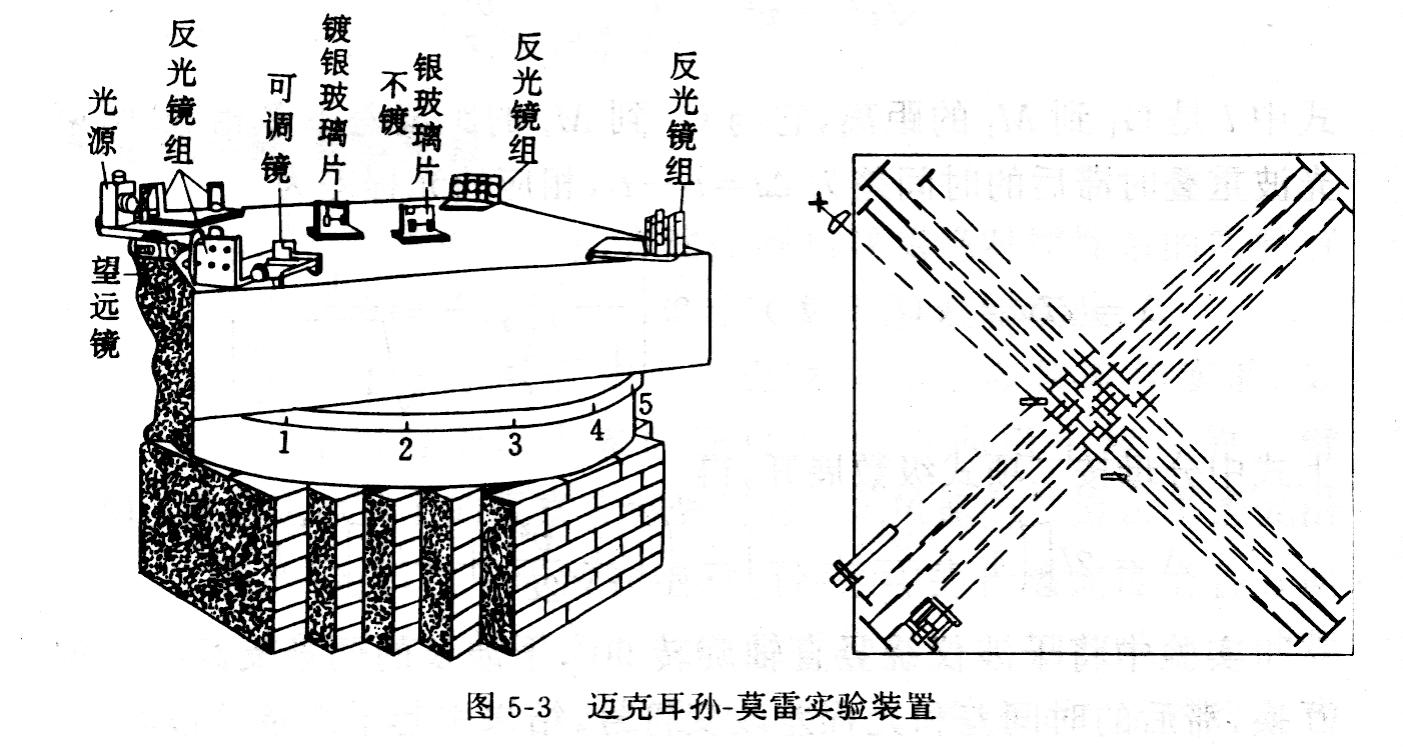 光源
反光镜组
可调镜
镀银玻璃片
不镀银玻璃片
反光镜组
反光镜组
望远镜
1
2
3
4
5
图 5-3 迈克耳孙-莫雷实验装置